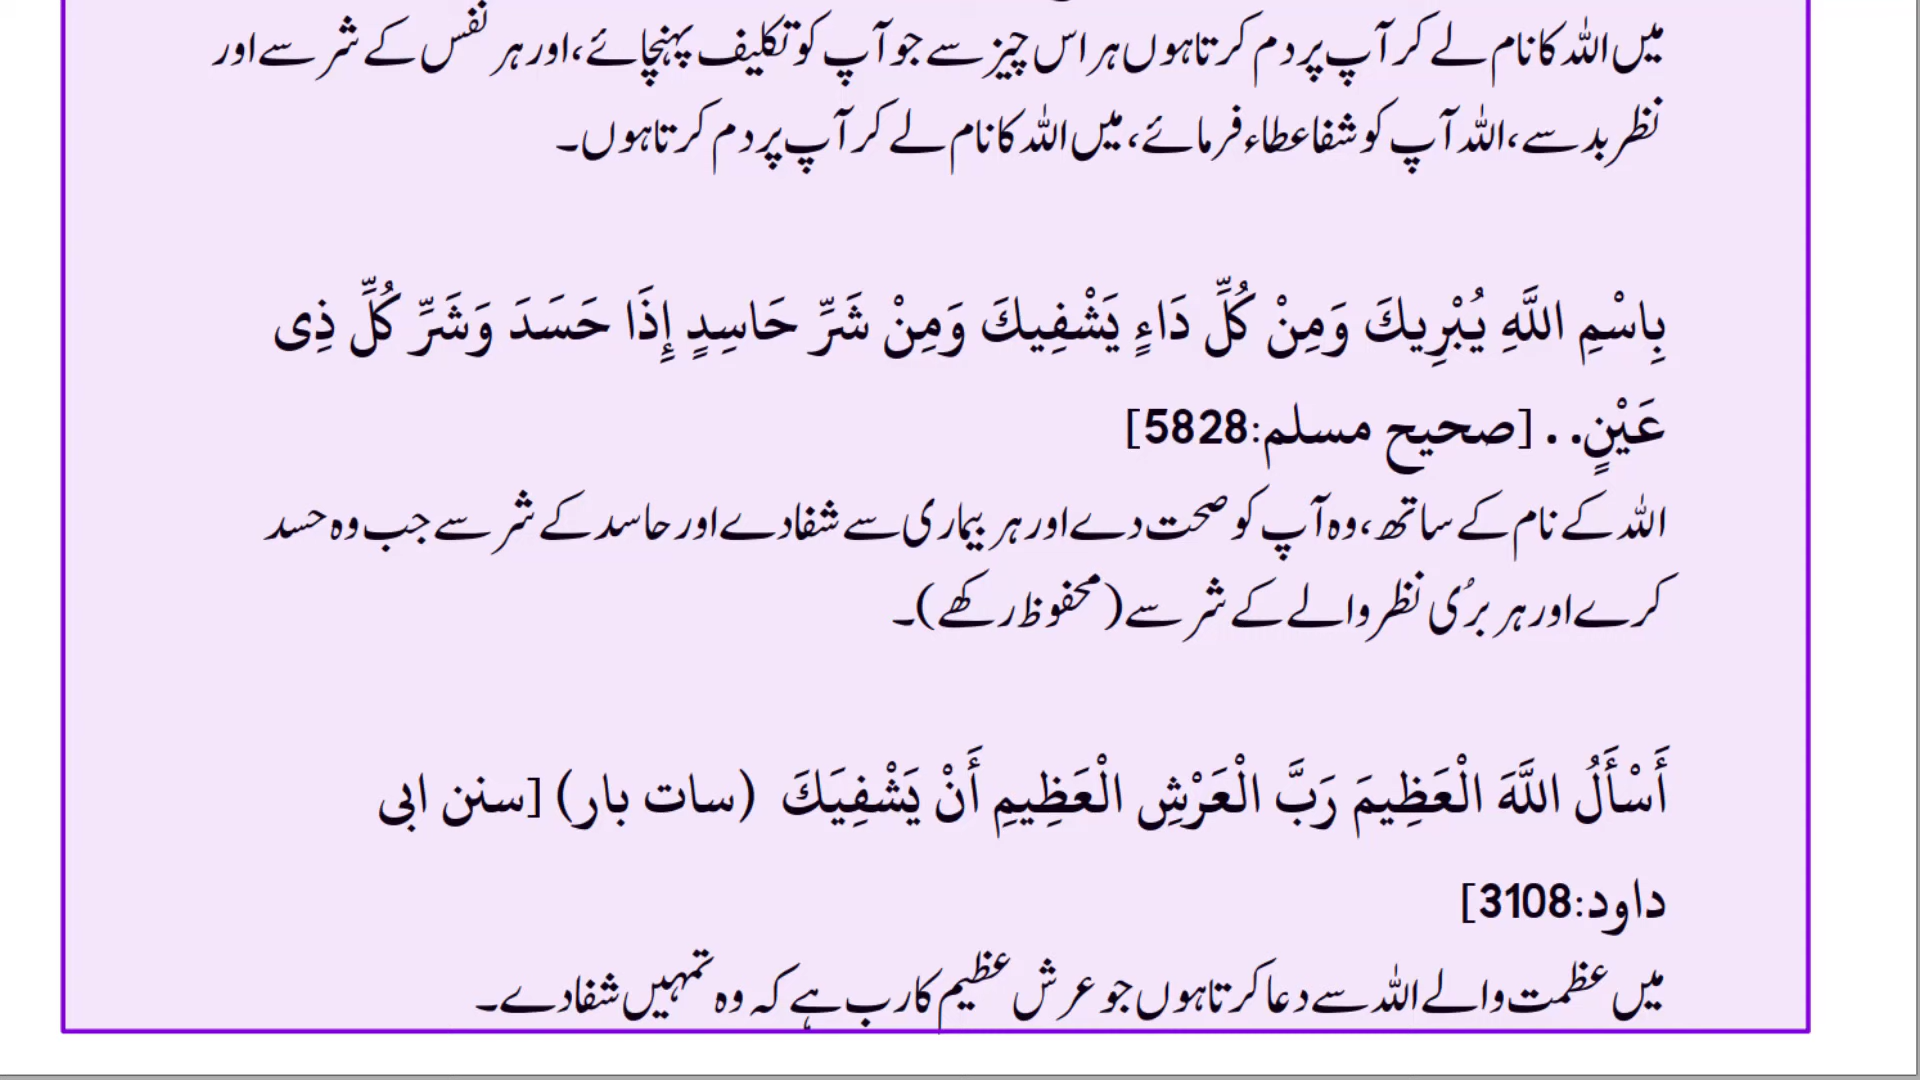 میں اللہ کا نام لے کر آپ پر دم کرتا ہوں ہر اس چیز سے جو آپ کو تکلیف پہنچائے، اور ہر نفس کے شر سے اور
نظر بد سے، اللہ آپ کو شفا عطاء فرمائے، میں اللہ کا نام لے کر آپ پر دم کرتا ہوں۔
بِاسْمِ اللَّهِ يُبْرِيكَ وَمِنْ كُلِّ دَاءٍ يَشْفِيكَ وَمِنْ شَرِّ حَاسِدٍ إِذَا حَسَدَ وَشَرِّ كُلِّ ذِى
عَيْنٍ.. [صحیح مسلم:5828]
اللہ کے نام کے ساتھ، وہ آپ کو صحت دے اور ہر بیماری سے شفا دے اور حاسد کے شر سے جب وہ حسد
کرے اور ہر برُی نظر والے کے شر سے (محفوظ رکھے)۔
أَسْأَلُ اللَّهَ الْعَظِيمَ رَبَّ الْعَرْشِ الْعَظِيمِ أَنْ يَشْفِيَكَ (سات بار) [سنن ابی
داود:3108]
میں عظمت والے اللہ سے دعا کرتا ہوں جو عرش عظیم کا رب ہے کہ وہ تمہیں شفا دے۔